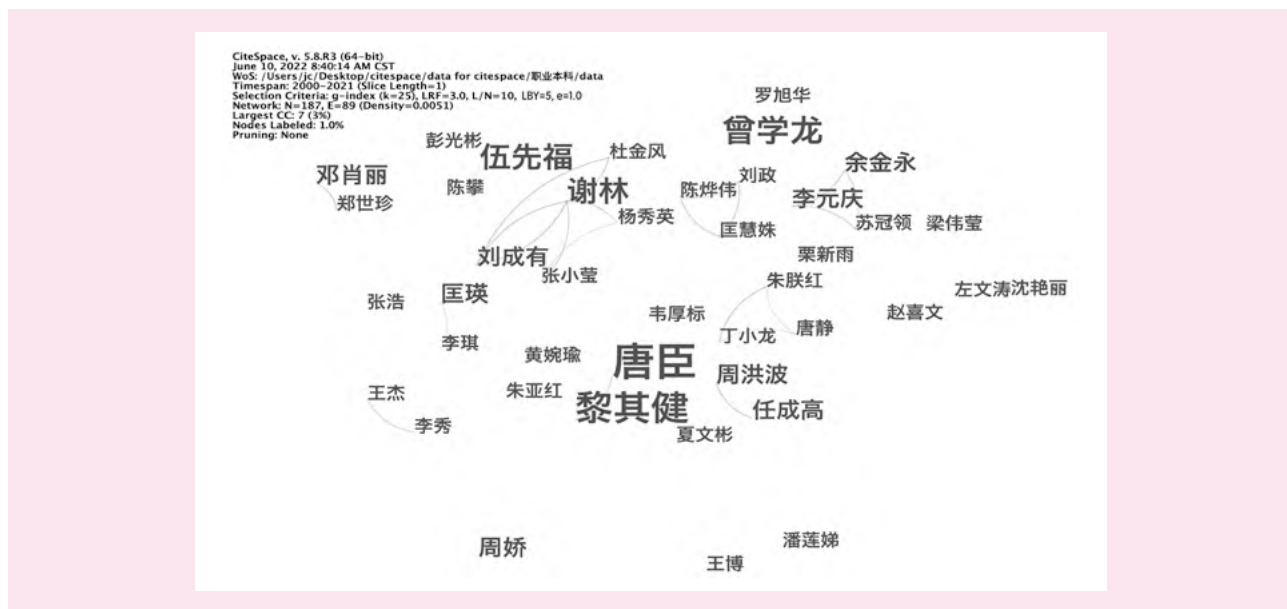 CiteSpace, v. 5.8.R3 (64-bit)
June 10, 2022 8:40:14 AM CST
WoS: /Users/jc/Desktop/citespace/data for citespace/职业本科/data
Timespan: 2000-2021 (Slice Length=1)
Selection Criteria: g-index (k=25), LRF=3.0, L/N=10, LBY=5, e=1.0
Network: N=187, E=89 (Density=0.0051)
Largest CC: 7 (3%)
Nodes Labeled: 1.0%
Pruning: None
罗旭华
曾学龙
彭光彬
伍先福
杜金风
邓肖丽
郑世珍
陈攀
谢林
陈烨伟
刘政
余金永
李元庆
杨秀英
匡慧姝
苏冠领
梁伟莹
刘成有
张小莹
栗新雨
朱朕红
匡瑛
张浩
左文涛
沈艳丽
韦厚标
赵喜文
李琪
黄婉瑜
丁小龙
唐静
唐臣
周洪波
王杰
朱亚红
黎其健
任成高
李秀
夏文彬
周娇
潘莲娣
王博